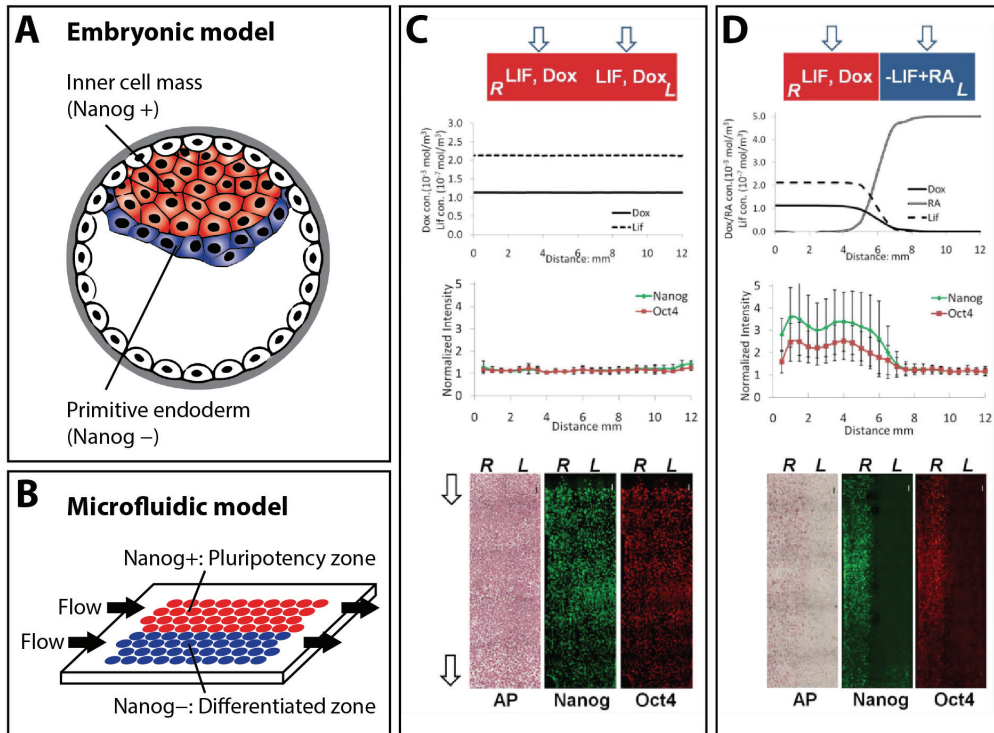 A
Embryonic model
Inner cell mass
(Nanog +)
Primitive endoderm
(Nanog −)
B
Microfluidic model
Nanog+: Pluripotency zone
Flow
Flow
Nanog−: Differentiated zone
C
R LIF, Dox LIF, Dox L
Dox con.(10⁻³ mol/m³)
Lif con. (10⁻⁷ mol/m³)
3.0
2.5
2.0
1.5
1.0
0.5
0.0
Dox
Lif
0 2 4 6 8 10 12
Distance: mm
Normalized Intensity
5
4
3
2
1
0
Nanog
Oct4
0 2 4 6 8 10 12
Distance mm
R L R L R L
AP Nanog Oct4
D
R LIF, Dox -LIF+RA L
Dox/RA con.(10⁻³ mol/m³)
Lif con. (10⁻⁷ mol/m³)
5.0
4.0
3.0
2.0
1.0
0.0
Dox
RA
Lif
0 2 4 6 8 10 12
Distance: mm
Normalized Intensity
5
4
3
2
1
0
Nanog
Oct4
0 2 4 6 8 10 12
Distance mm
R L R L R L
AP Nanog Oct4